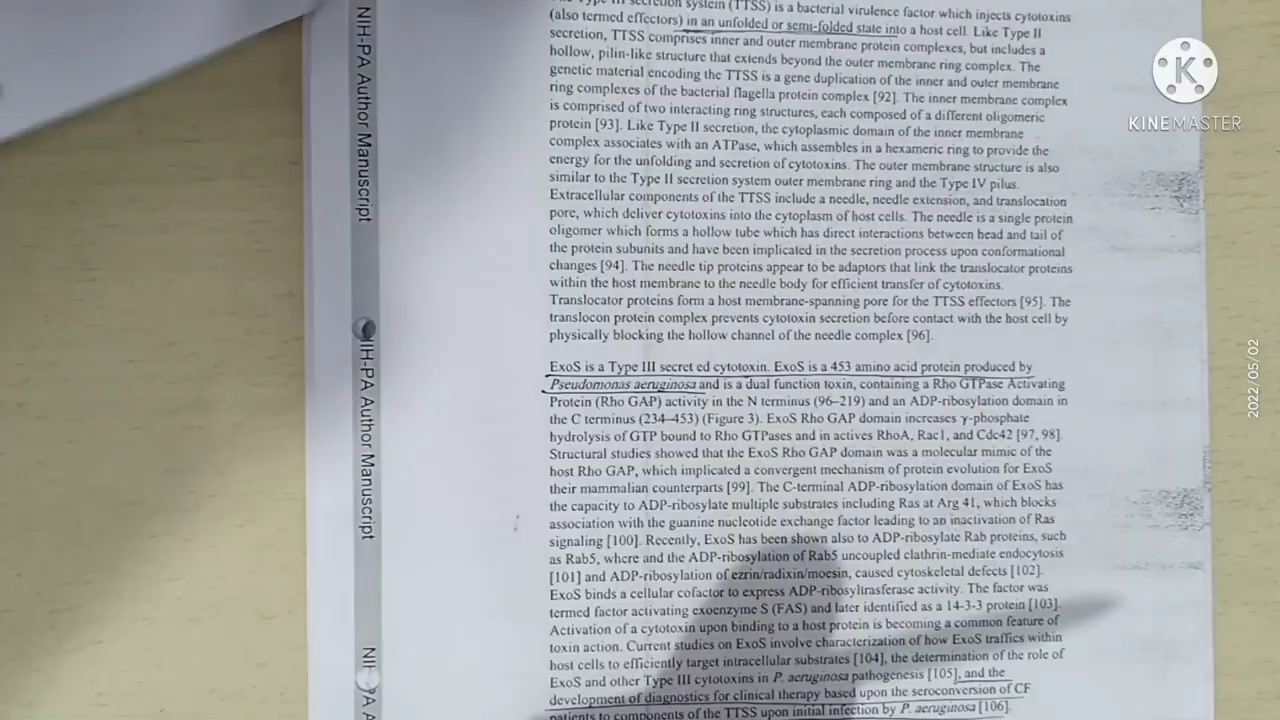 secretion system (TTSS) is a bacterial virulence factor which injects cytotoxins
(also termed effectors) in an unfolded or semi-folded state into a host cell. Like Type II
secretion, TTSS comprises inner and outer membrane protein complexes, but includes a
hollow, pilin-like structure that extends beyond the outer membrane ring complex. The
genetic material encoding the TTSS is a gene duplication of the inner and outer membrane
ring complexes of the bacterial flagella protein complex [92]. The inner membrane complex
is comprised of two interacting ring structures, each composed of a different oligomeric
protein [93]. Like Type II secretion, the cytoplasmic domain of the inner membrane
complex associates with an ATPase, which assembles in a hexameric ring to provide the
energy for the unfolding and secretion of cytotoxins. The outer membrane structure is also
similar to the Type II secretion system outer membrane ring and the Type IV pilus.
Extracellular components of the TTSS include a needle, needle extension, and translocation
pore, which deliver cytotoxins into the cytoplasm of host cells. The needle is a single protein
oligomer which forms a hollow tube which has direct interactions between head and tail of
the protein subunits and have been implicated in the secretion process upon conformational
changes [94]. The needle tip proteins appear to be adaptors that link the translocator proteins
within the host membrane to the needle body for efficient transfer of cytotoxins.
Translocator proteins form a host membrane-spanning pore for the TTSS effectors [95]. The
translocon protein complex prevents cytotoxin secretion before contact with the host cell by
physically blocking the hollow channel of the needle complex [96].
ExoS is a Type III secret ed cytotoxin. ExoS is a 453 amino acid protein produced by
Pseudomonas aeruginosa and is a dual function toxin, containing a Rho GTPase Activating
Protein (Rho GAP) activity in the N terminus (96–219) and an ADP-ribosylation domain in
the C terminus (234–453) (Figure 3). ExoS Rho GAP domain increases γ-phosphate
hydrolysis of GTP bound to Rho GTPases and in actives RhoA, Rac1, and Cdc42 [97, 98].
Structural studies showed that the ExoS Rho GAP domain was a molecular mimic of the
host Rho GAP, which implicated a convergent mechanism of protein evolution for ExoS
their mammalian counterparts [99]. The C-terminal ADP-ribosylation domain of ExoS has
the capacity to ADP-ribosylate multiple substrates including Ras at Arg 41, which blocks
association with the guanine nucleotide exchange factor leading to an inactivation of Ras
signaling [100]. Recently, ExoS has been shown also to ADP-ribosylate Rab proteins, such
as Rab5, where and the ADP-ribosylation of Rab5 uncoupled clathrin-mediate endocytosis
[101] and ADP-ribosylation of ezrin/radixin/moesin, caused cytoskeletal defects [102].
ExoS binds a cellular cofactor to express ADP-ribosyltrasferase activity. The factor was
termed factor activating exoenzyme S (FAS) and later identified as a 14-3-3 protein [103].
Activation of a cytotoxin upon binding to a host protein is becoming a common feature of
toxin action. Current studies on ExoS involve characterization of how ExoS traffics within
host cells to efficiently target intracellular substrates [104], the determination of the role of
ExoS and other Type III cytotoxins in P. aeruginosa pathogenesis [105], and the
development of diagnostics for clinical therapy based upon the seroconversion of CF
patients to components of the TTSS upon initial infection by P. aeruginosa [106].
NIH-PA Author Manuscript
NIH-PA Author Manuscript
KINEMASTER
2022/05/02